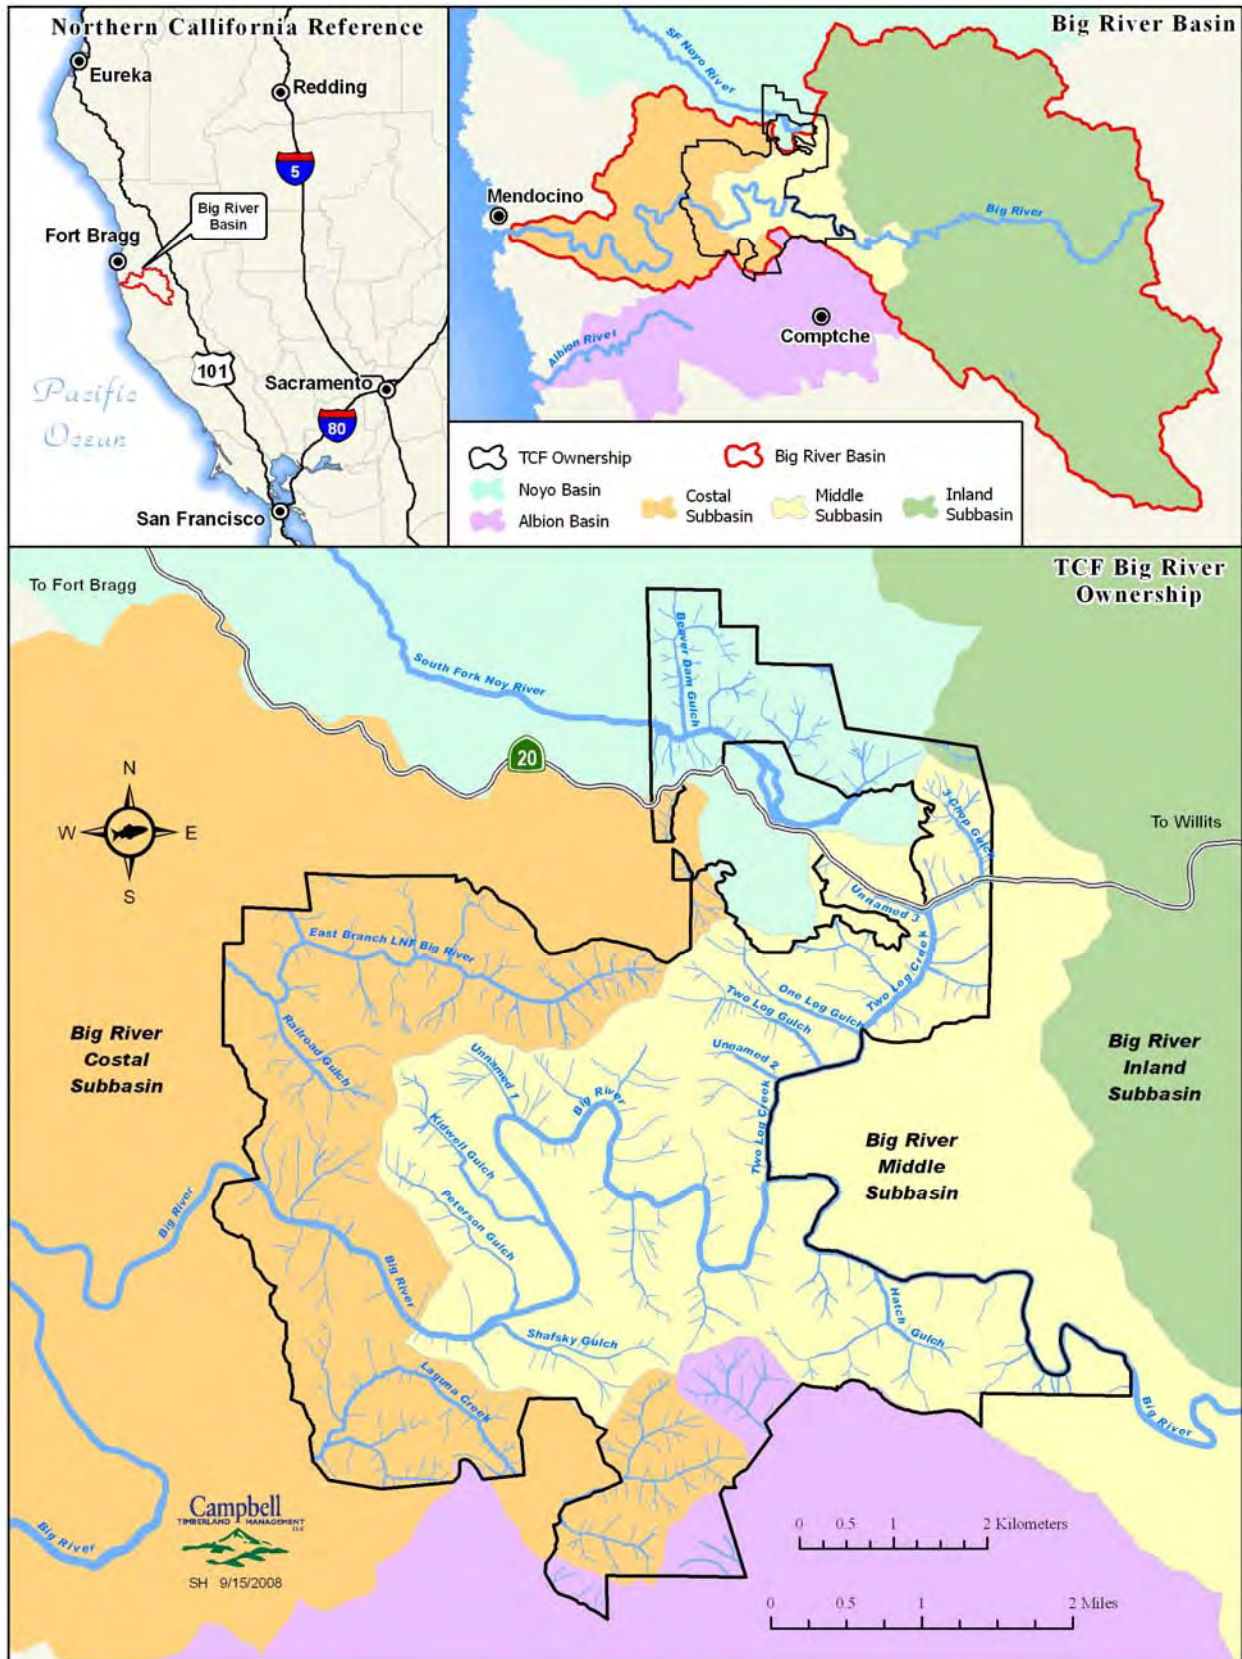 Northern Callifornia Reference
Eureka
Redding
5
Big River
Basin
Fort Bragg
101
Sacramento
80
Pacific
Ocean
San Francisco
Big River Basin
SF Noyo River
Mendocino
Big River
Albion River
Comptche
TCF Ownership
Big River Basin
Noyo Basin
Albion Basin
Costal
Subbasin
Middle
Subbasin
Inland
Subbasin
TCF Big River
Ownership
To Fort Bragg
South Fork Noy River
Beaver Dam Gulch
20
N
W
E
S
3 Chop Gulch
To Willits
Unnamed 3
East Branch LNF Big River
Two Log Creek
One Log Gulch
Two Log Gulch
Railroad Gulch
Unnamed 2
Unnamed 1
Big River
Big River
Costal
Subbasin
Big River
Inland
Subbasin
Kidwell Gulch
Two Log Creek
Big River
Middle
Subbasin
Peterson Gulch
Big River
Big River
Hatch Gulch
Shafsky Gulch
Laguna Creek
Big River
Big River
Campbell
TIMBERLAND MANAGEMENT
LLC
SH 9/15/2008
0 0.5 1 2 Kilometers
0 0.5 1 2 Miles